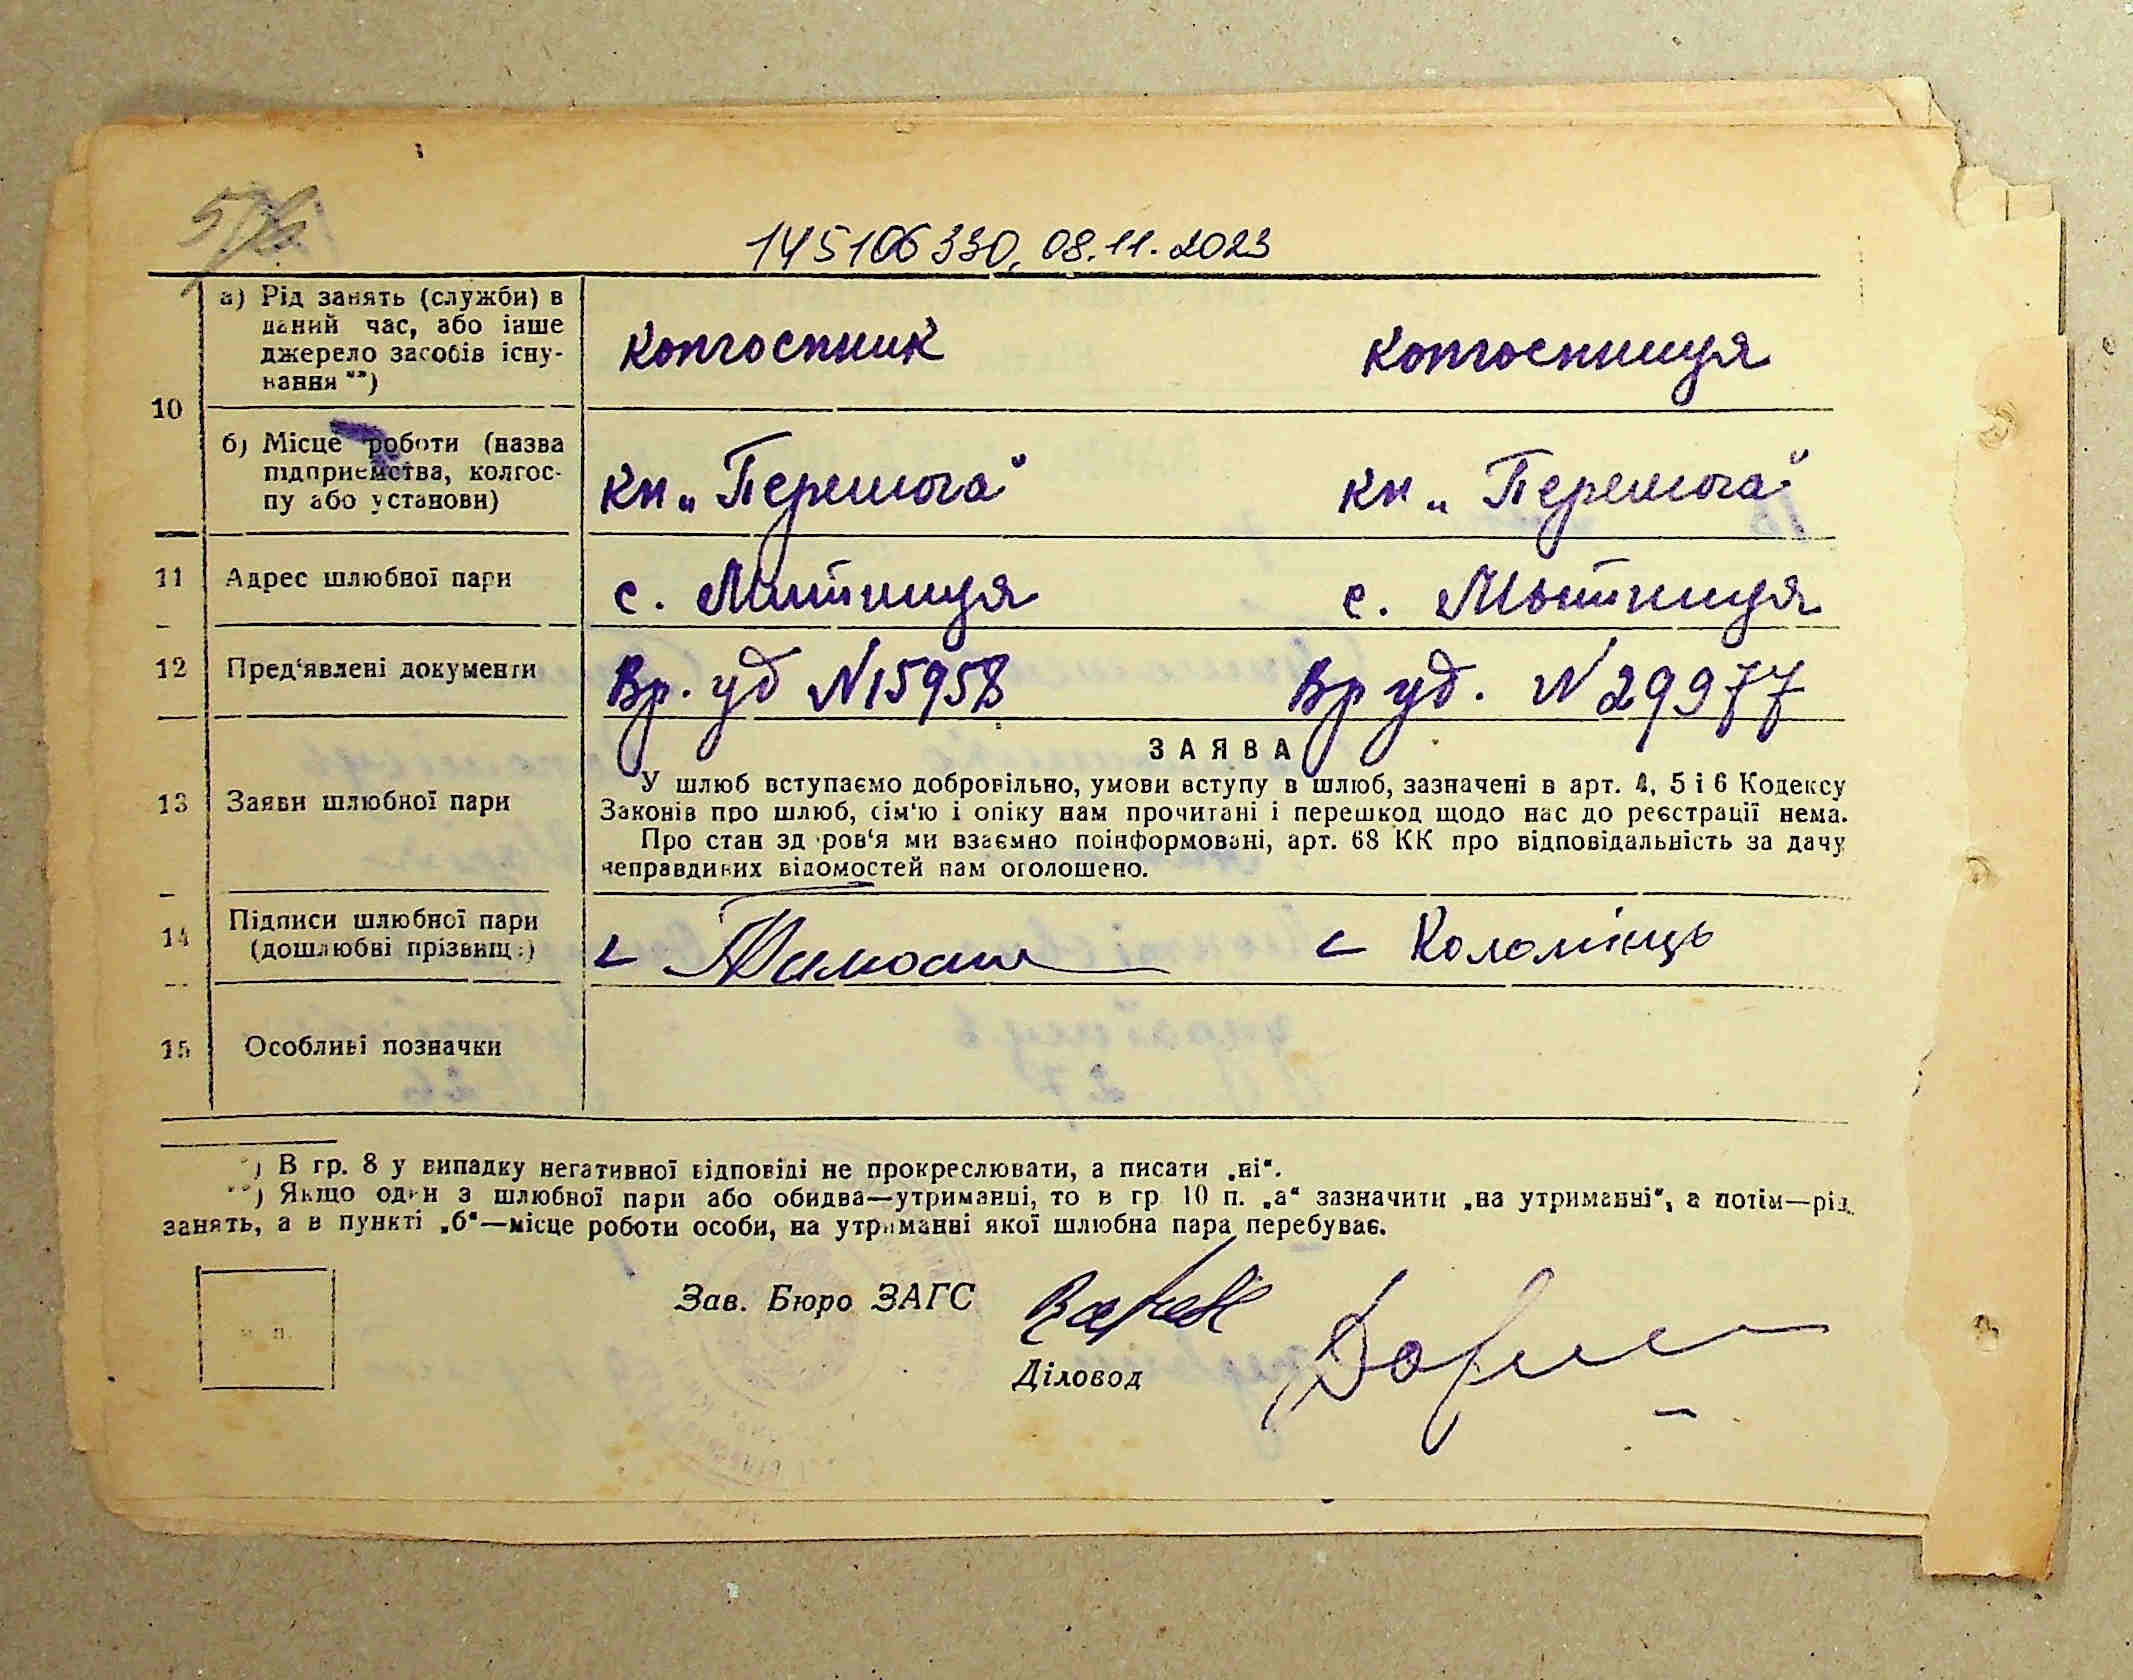 145106330, 08.11.2023
10
а) Рід занять (служби) в
даний час, або інше
джерело засобів існу-
вання **)
Колгоспник Колгоспниця
б) Місце роботи (назва
підприємства, колгос-
пу або установи)
кп „Перемога" кп „Перемога"
11 Адрес шлюбної пари с. Митниця с. Митниця
12 Пред'явлені документи Вр. уд N15958 Вр уд. N29977
ЗАЯВА
13 Заяви шлюбної пари
У шлюб вступаємо добровільно, умови вступу в шлюб, зазначені в арт. 4, 5 і 6 Кодексу
Законів про шлюб, сім'ю і опіку нам прочитані і перешкод щодо нас до реєстрації нема.
Про стан здоров'я ми взаємно поінформовані, арт. 68 КК про відповідальність за дачу
неправдивих відомостей нам оголошено.
14 Підписи шлюбної пари
(дошлюбні прізвища)
Коломієць
15 Особливі позначки
*) В гр. 8 у випадку негативної відповіді не прокреслювати, а писати „ні".
**) Якщо один з шлюбної пари або обидва—утриманці, то в гр 10 п. „а" зазначити „на утриманні", а потім—рід
занять, а в пункті „б"—місце роботи особи, на утриманні якої шлюбна пара перебуває.
м. п.
Зав. Бюро ЗАГС
Діловод